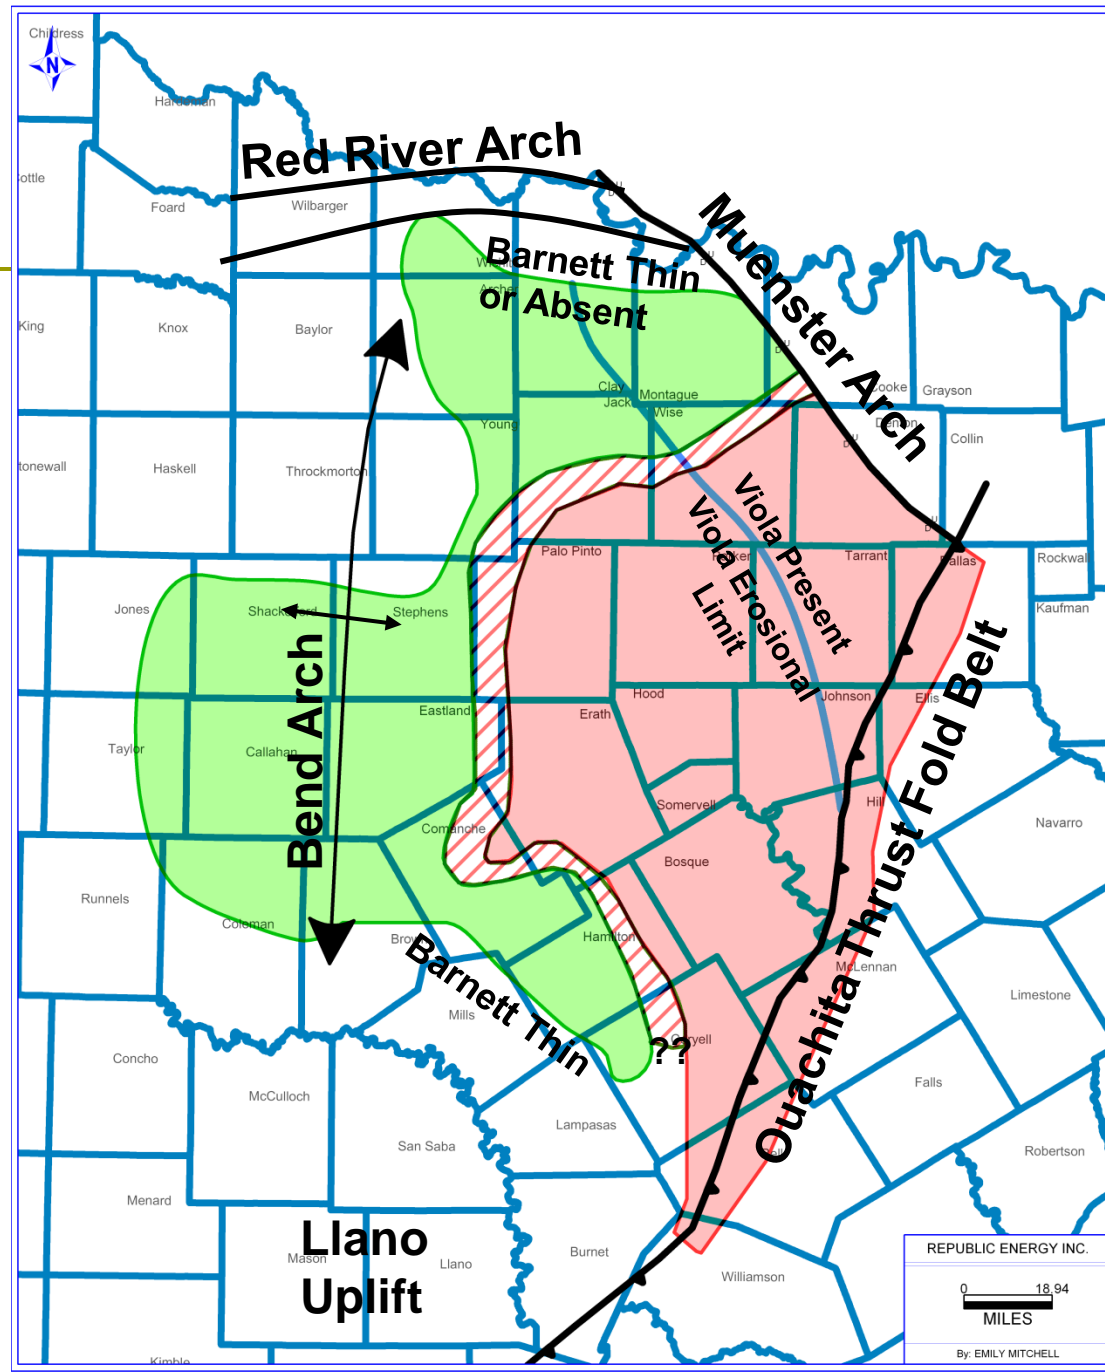 Childress
N
Hardeman
Red River Arch
ottle
Foard
Wilbarger
U
D
Muenster Arch
Wichita
Barnett Thin
or Absent
Archer
D U
King
Knox
Baylor
D U
Clay
Montague
Jack
Wise
Cooke
Grayson
Young
Denton
Collin
D U
tonewall
Haskell
Throckmorton
Viola Present
Viola Erosional
Limit
D U
Palo Pinto
Parker
Tarrant
Dallas
Rockwal
Jones
Shackelford
Stephens
Kaufman
Bend Arch
Hood
Johnson
Ellis
Eastland
Erath
Taylor
Callahan
Ouachita Thrust Fold Belt
Somervell
Hill
Comanche
Navarro
Bosque
Runnels
Coleman
Brown
Hamilton
Barnett Thin
McLennan
Limestone
Mills
??
Coryell
Concho
McCulloch
Falls
Lampasas
San Saba
Bell
Robertson
Menard
Llano
Uplift
Mason
Llano
Burnet
Williamson
Kimble
REPUBLIC ENERGY INC.
0 18.94
MILES
By: EMILY MITCHELL